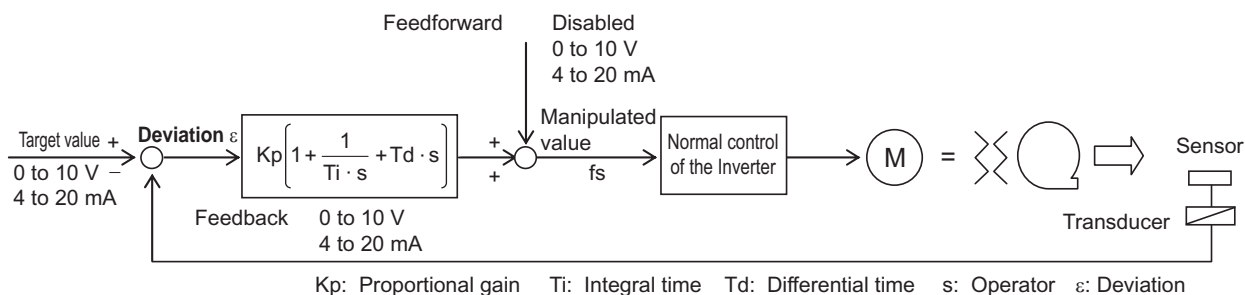 Feedforward
Disabled
0 to 10 V
4 to 20 mA
Target value +
0 to 10 V −
4 to 20 mA
Deviation ε
Kp(1 + 1/(Ti · s) + Td · s)
+
+
Manipulated
value
fs
Normal control
of the Inverter
M
=
Sensor
Transducer
Feedback 0 to 10 V
4 to 20 mA
Kp: Proportional gain Ti: Integral time Td: Differential time s: Operator ε: Deviation